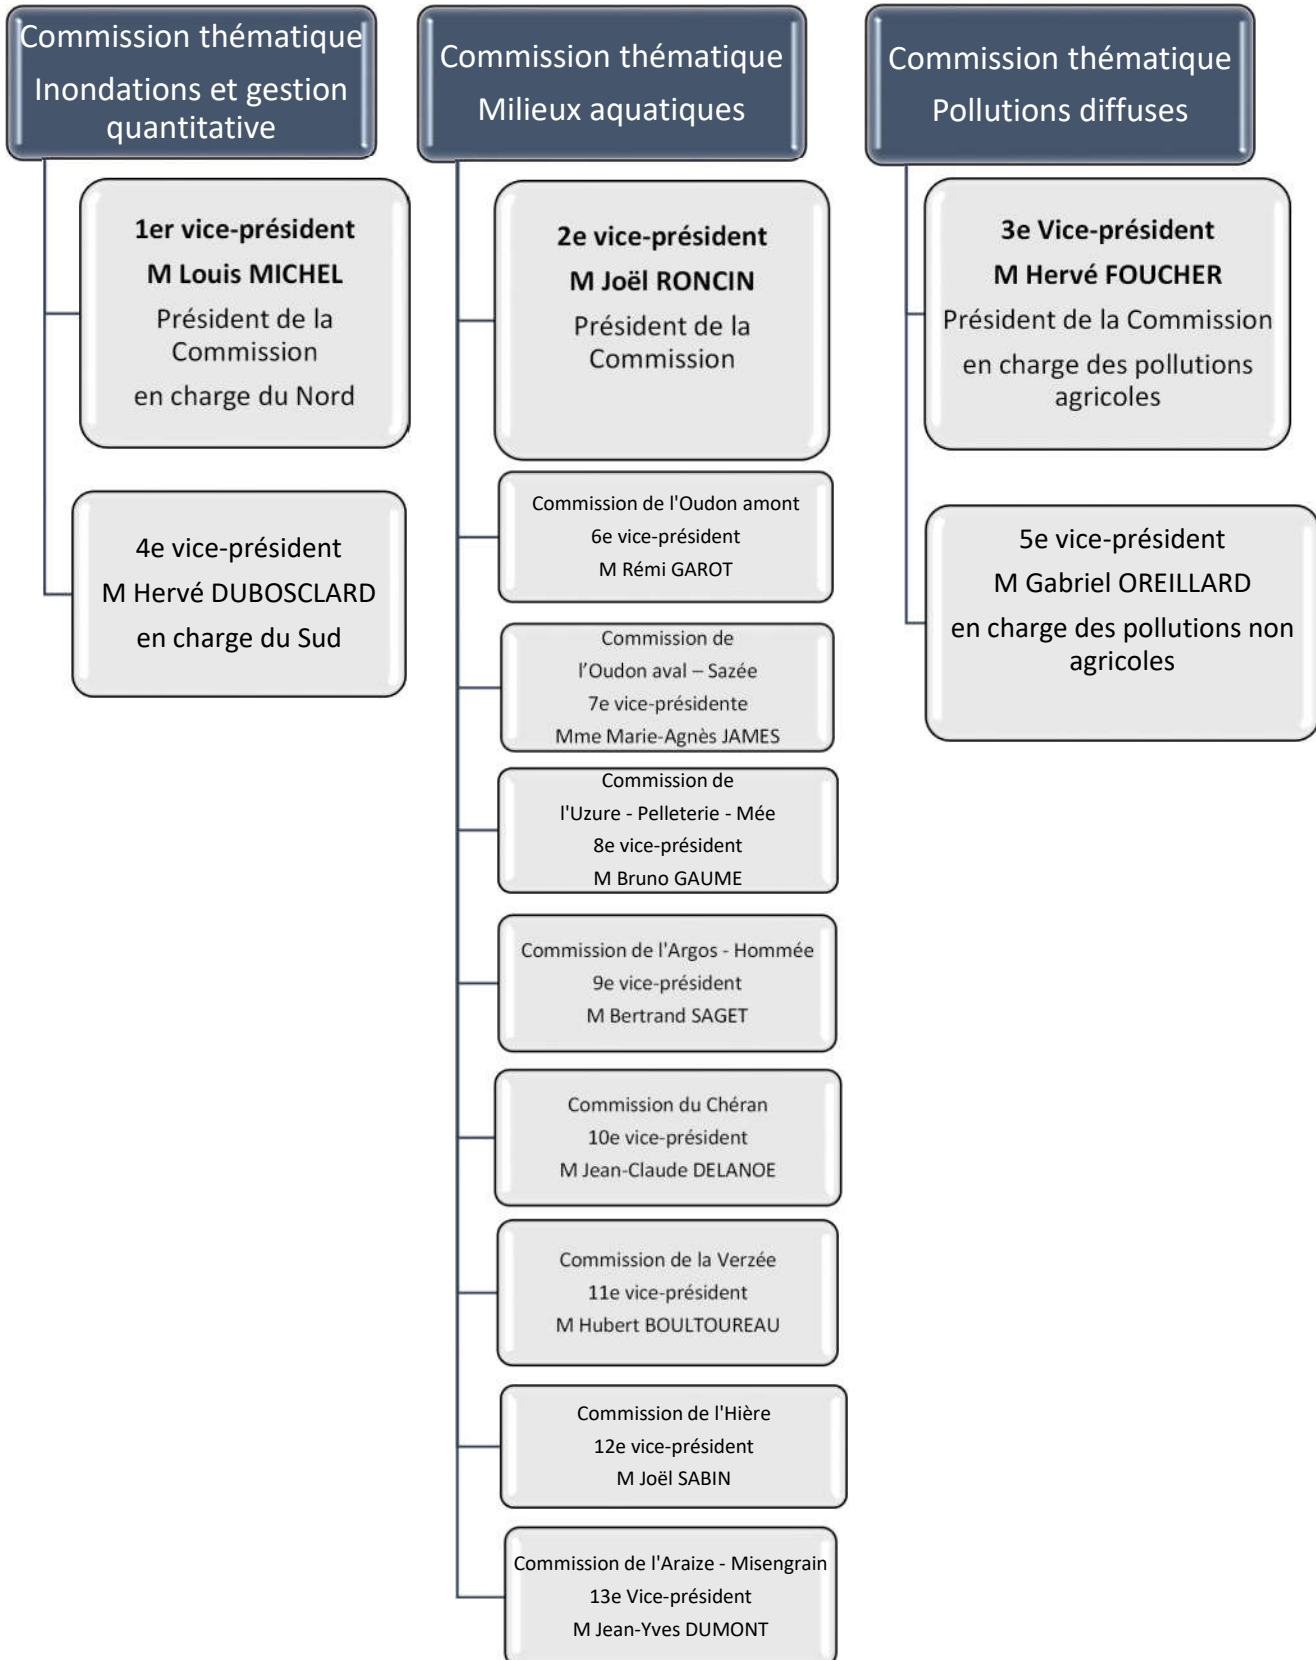 Commission thématique
Inondations et gestion
quantitative
1er vice-président
M Louis MICHEL
Président de la
Commission
en charge du Nord
4e vice-président
M Hervé DUBOSCLARD
en charge du Sud
Commission thématique
Milieux aquatiques
2e vice-président
M Joël RONCIN
Président de la
Commission
Commission de l'Oudon amont
6e vice-président
M Rémi GAROT
Commission de
l’Oudon aval – Sazée
7e vice-présidente
Mme Marie-Agnès JAMES
Commission de
l'Uzure - Pelleterie - Mée
8e vice-président
M Bruno GAUME
Commission de l'Argos - Hommée
9e vice-président
M Bertrand SAGET
Commission du Chéran
10e vice-président
M Jean-Claude DELANOE
Commission de la Verzée
11e vice-président
M Hubert BOULTOUREAU
Commission de l'Hière
12e vice-président
M Joël SABIN
Commission de l'Araize - Misengrain
13e Vice-président
M Jean-Yves DUMONT
Commission thématique
Pollutions diffuses
3e Vice-président
M Hervé FOUCHER
Président de la Commission
en charge des pollutions
agricoles
5e vice-président
M Gabriel OREILLARD
en charge des pollutions non
agricoles